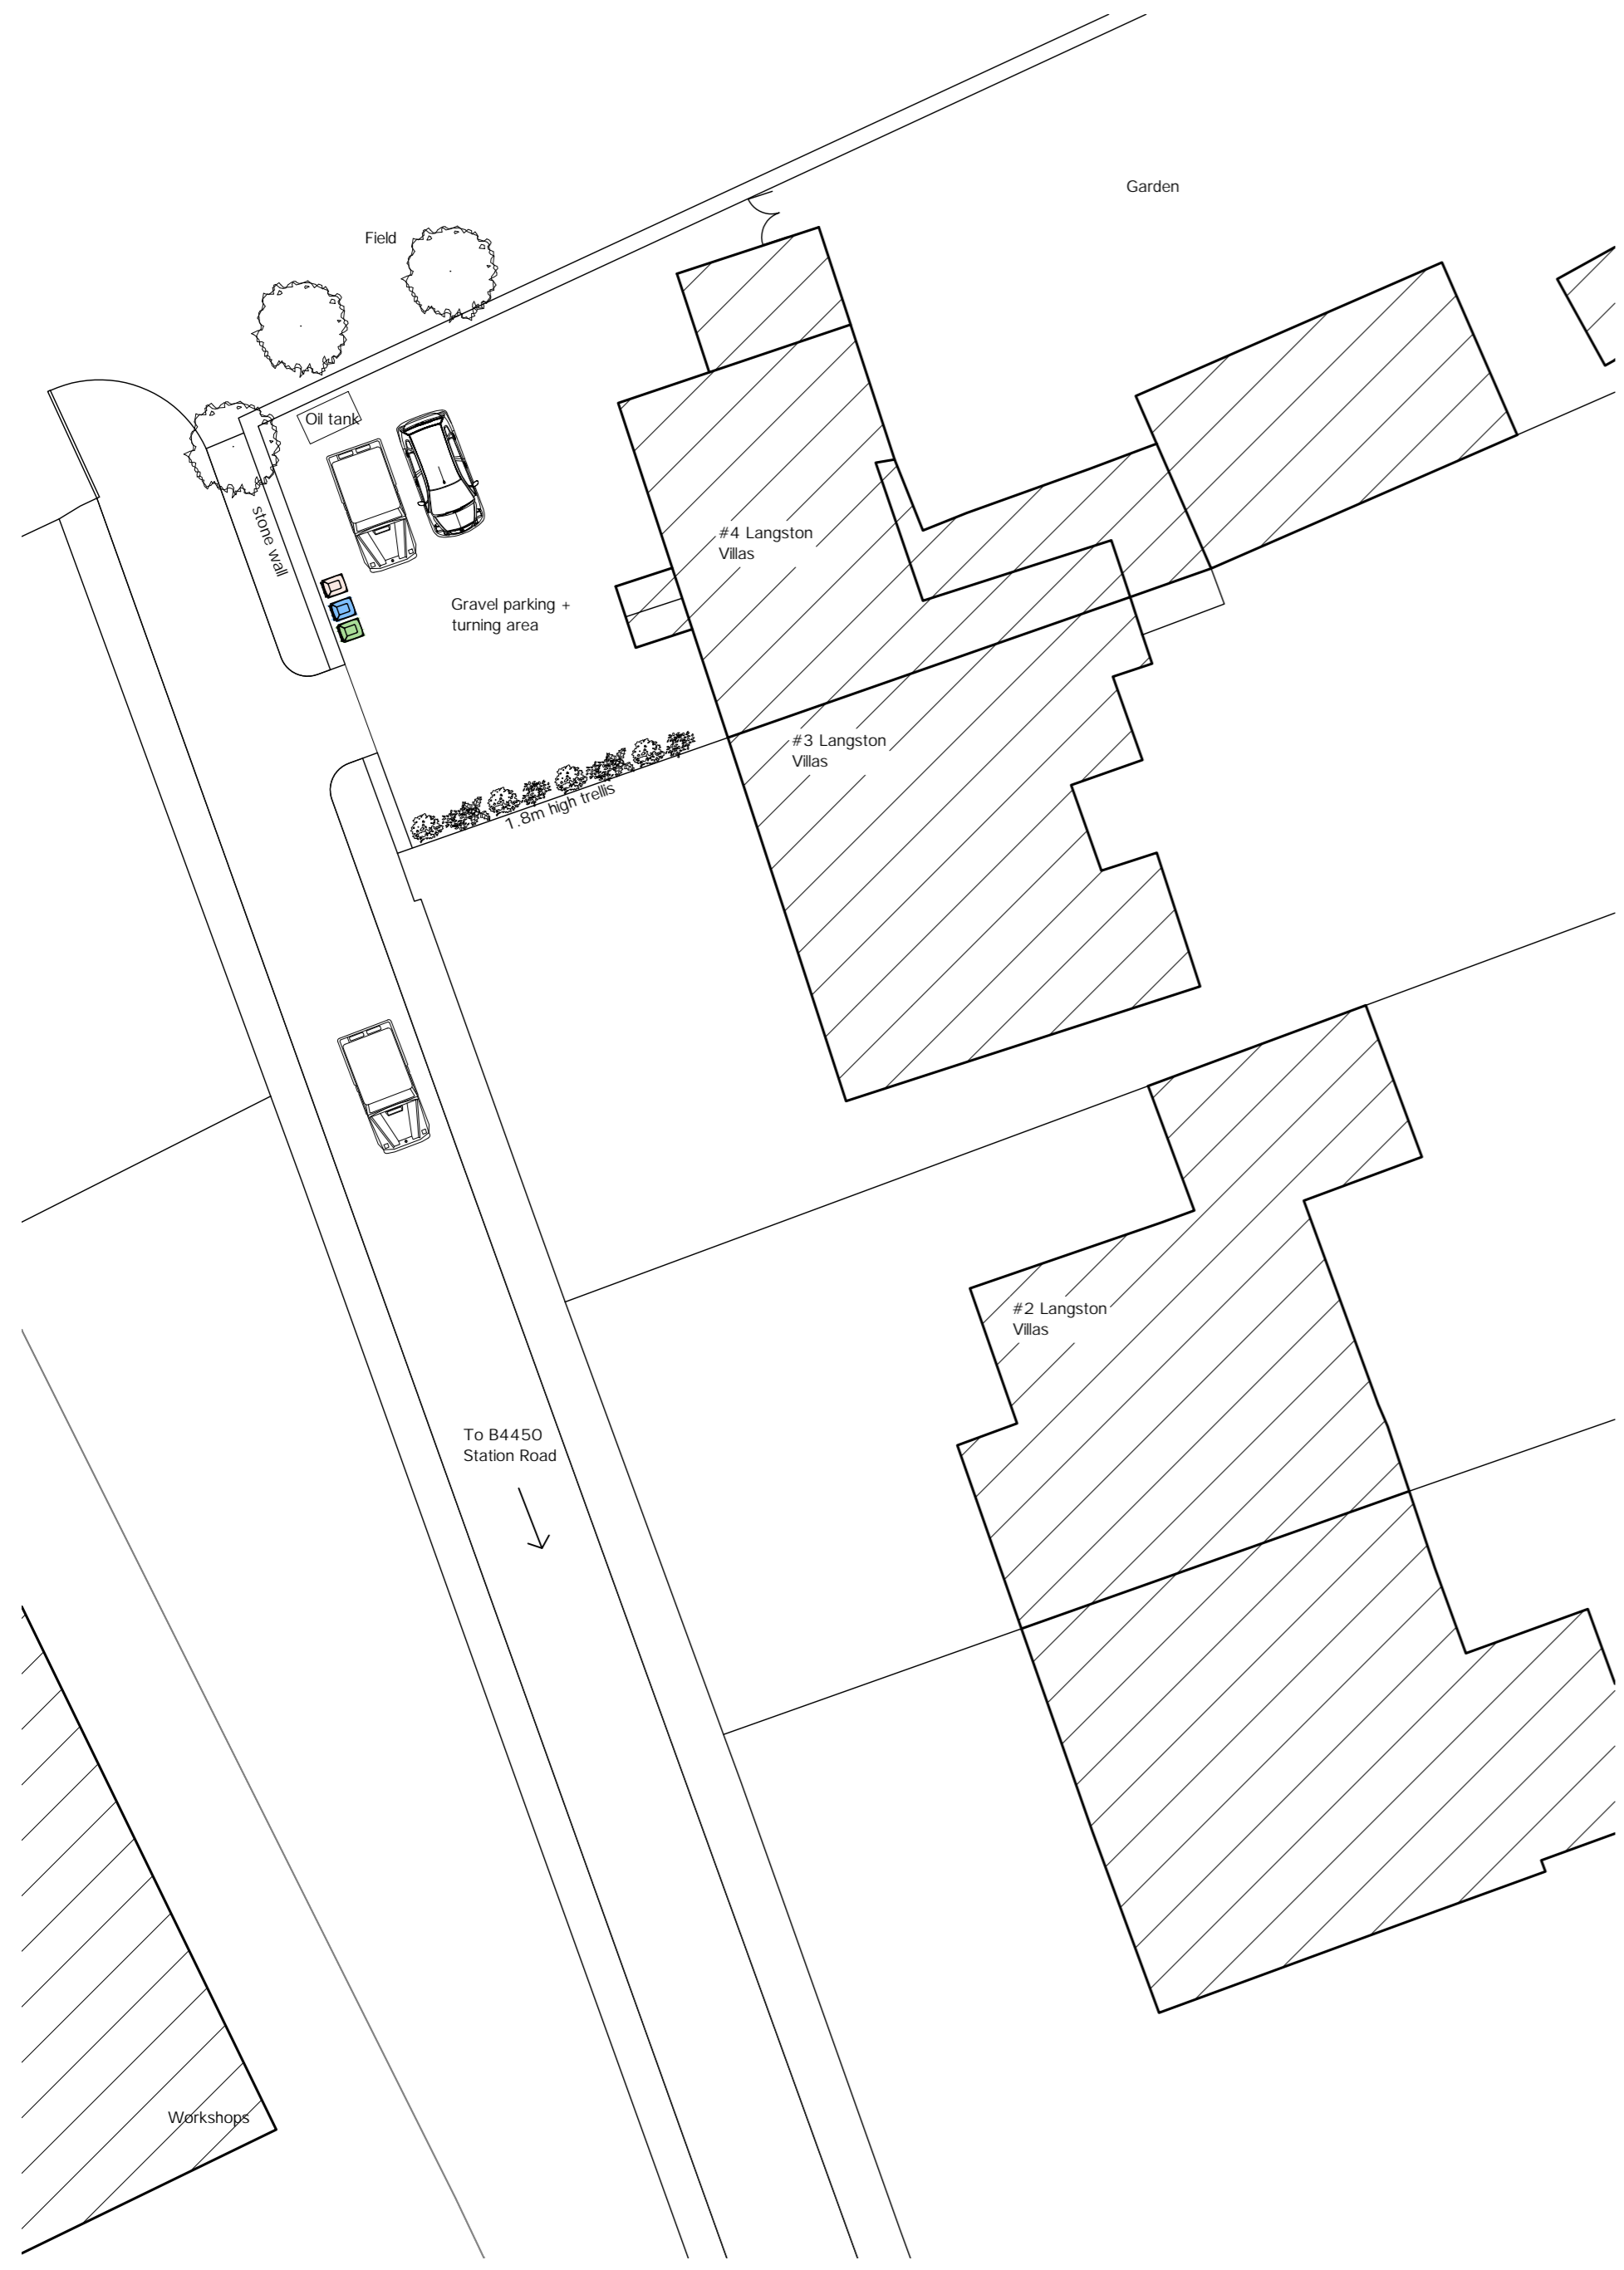 Garden
Field
Oil tank
stone wall
#4 Langston
Villas
Gravel parking +
turning area
#3 Langston
Villas
1.8m high trellis
#2 Langston
Villas
To B4450
Station Road
Workshops